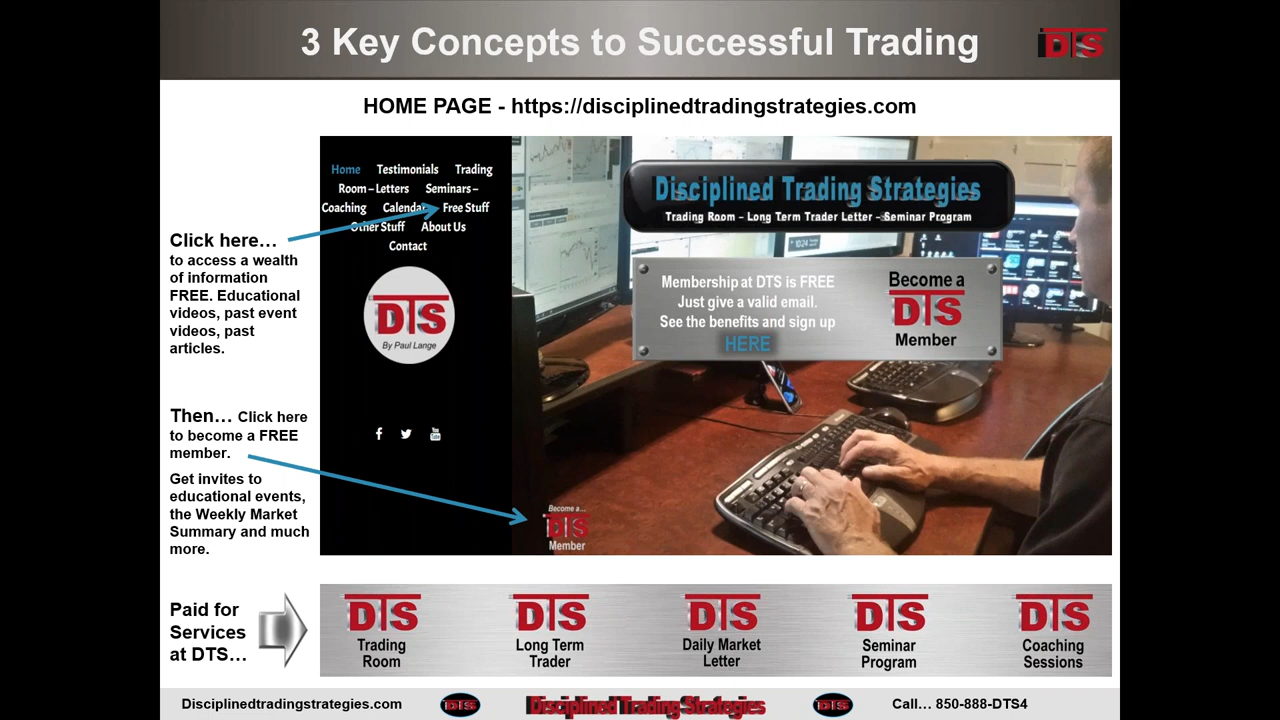 3 Key Concepts to Successful Trading
DTS
HOME PAGE - https://disciplinedtradingstrategies.com
Home Testimonials Trading
Room – Letters Seminars –
Coaching Calendar Free Stuff
Other Stuff About Us
Contact
DTS
By Paul Lange
Disciplined Trading Strategies
Trading Room – Long Term Trader Letter – Seminar Program
Membership at DTS is FREE
Just give a valid email.
See the benefits and sign up
HERE
Become a
DTS
Member
Click here…
to access a wealth
of information
FREE. Educational
videos, past event
videos, past
articles.
Then… Click here
to become a FREE
member.
Get invites to
educational events,
the Weekly Market
Summary and much
more.
Become a...
DTS
Member
10:24
Paid for
Services
at DTS…
DTS
Trading
Room
DTS
Long Term
Trader
DTS
Daily Market
Letter
DTS
Seminar
Program
DTS
Coaching
Sessions
Disciplinedtradingstrategies.com
DTS
Disciplined Trading Strategies
DTS
Call… 850-888-DTS4